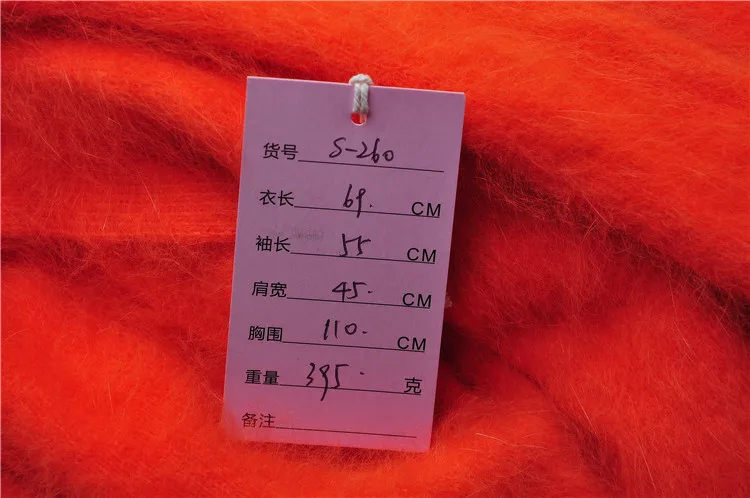 货号 S-260
衣长 69. CM
袖长 55 CM
肩宽 45. CM
胸围 110. CM
重量 395. 克
备注